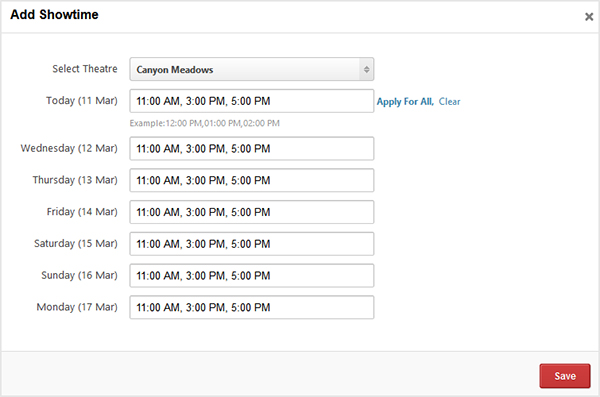 Add Showtime ×
Select Theatre Canyon Meadows
Today (11 Mar) 11:00 AM, 3:00 PM, 5:00 PM Apply For All, Clear
Example:12:00 PM,01:00 PM,02:00 PM
Wednesday (12 Mar) 11:00 AM, 3:00 PM, 5:00 PM
Thursday (13 Mar) 11:00 AM, 3:00 PM, 5:00 PM
Friday (14 Mar) 11:00 AM, 3:00 PM, 5:00 PM
Saturday (15 Mar) 11:00 AM, 3:00 PM, 5:00 PM
Sunday (16 Mar) 11:00 AM, 3:00 PM, 5:00 PM
Monday (17 Mar) 11:00 AM, 3:00 PM, 5:00 PM
Save